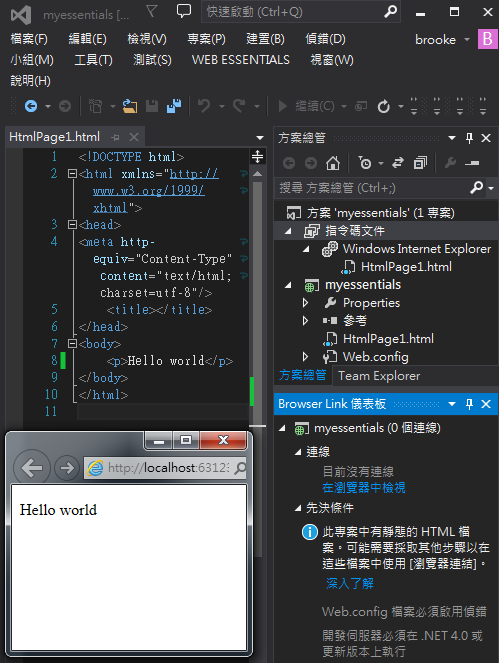 myessentials ...
快速啟動 (Ctrl+Q)
檔案(F) 編輯(E) 檢視(V) 專案(P) 建置(B) 偵錯(D) brooke B
小組(M) 工具(T) 測試(S) WEB ESSENTIALS 視窗(W)
說明(H)
繼續(C)
HtmlPage1.html
1 <!DOCTYPE html>
2 <html xmlns="http://
www.w3.org/1999/
xhtml">
3 <head>
4 <meta http-
equiv="Content-Type"
content="text/html;
charset=utf-8"/>
5 <title></title>
6 </head>
7 <body>
8 <p>Hello world</p>
9 </body>
10 </html>
11
方案總管
搜尋 方案總管 (Ctrl+;)
方案 'myessentials' (1 專案)
指令碼文件
Windows Internet Explorer
HtmlPage1.html
myessentials
Properties
參考
HtmlPage1.html
Web.config
方案總管 Team Explorer
Browser Link 儀表板
myessentials (0 個連線)
連線
目前沒有連線
在瀏覽器中檢視
先決條件
此專案中有靜態的 HTML 檔
案。可能需要採取其他步驟以在
這些檔案中使用 [瀏覽器連結]。
深入了解
Web.config 檔案必須啟用偵錯
開發伺服器必須在 .NET 4.0 或
更新版本上執行
http://localhost:63123
Hello world